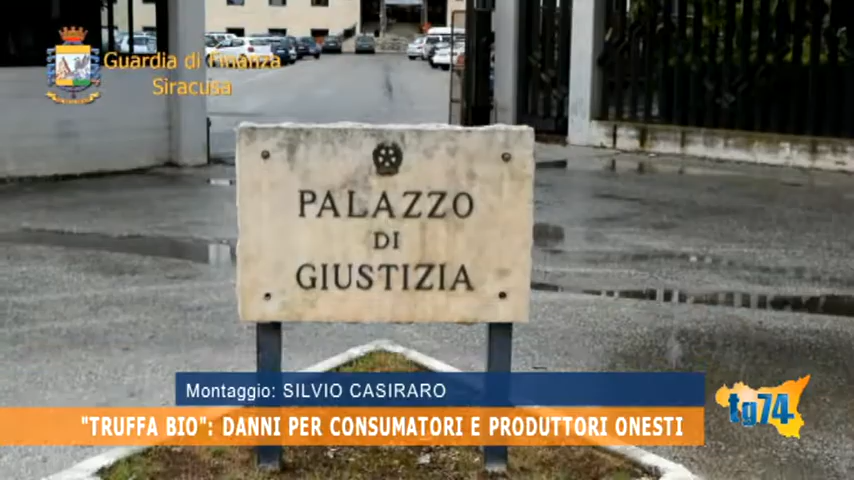 Guardia di Finanza
Siracusa
PALAZZO
DI
GIUSTIZIA
Montaggio: SILVIO CASIRARO
"TRUFFA BIO": DANNI PER CONSUMATORI E PRODUTTORI ONESTI
tg74